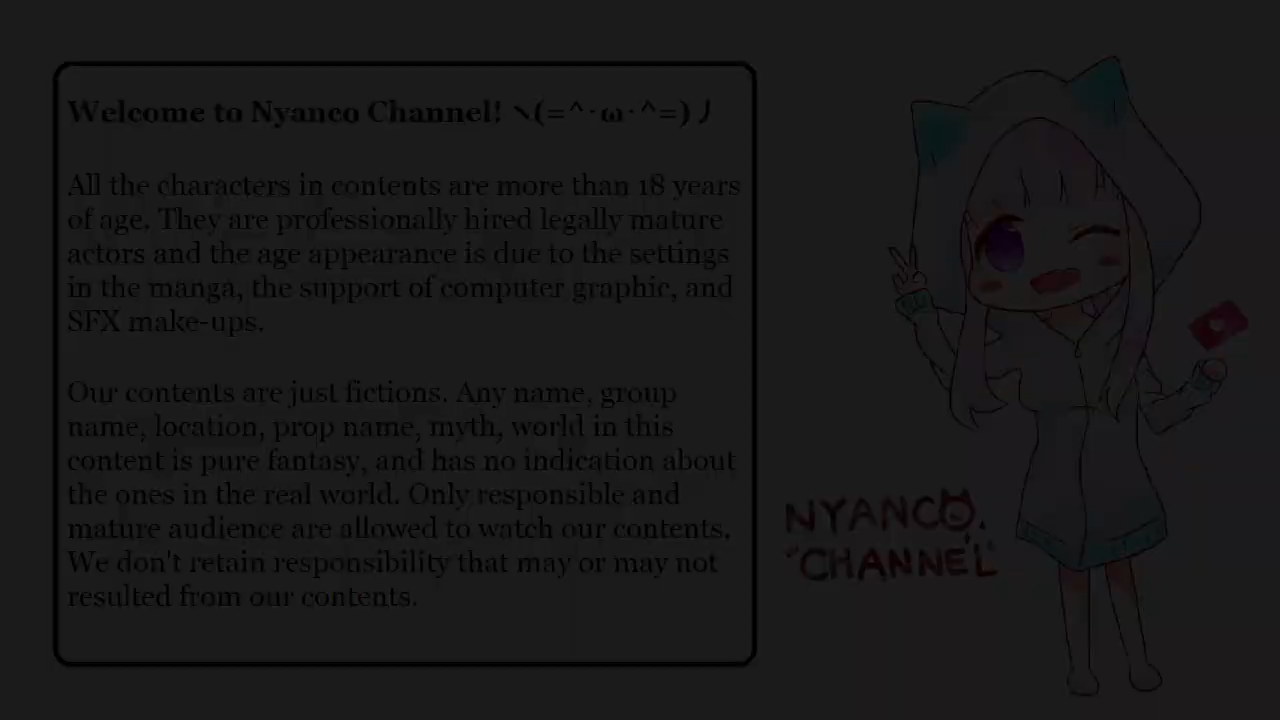 Welcome to Nyanco Channel! ヽ(=^･ω･^=)丿
All the characters in contents are more than 18 years
of age. They are professionally hired legally mature
actors and the age appearance is due to the settings
in the manga, the support of computer graphic, and
SFX make-ups.
Our contents are just fictions. Any name, group
name, location, prop name, myth, world in this
content is pure fantasy, and has no indication about
the ones in the real world. Only responsible and
mature audience are allowed to watch our contents.
We don't retain responsibility that may or may not
resulted from our contents.
NYANCO.
"CHANNEL"